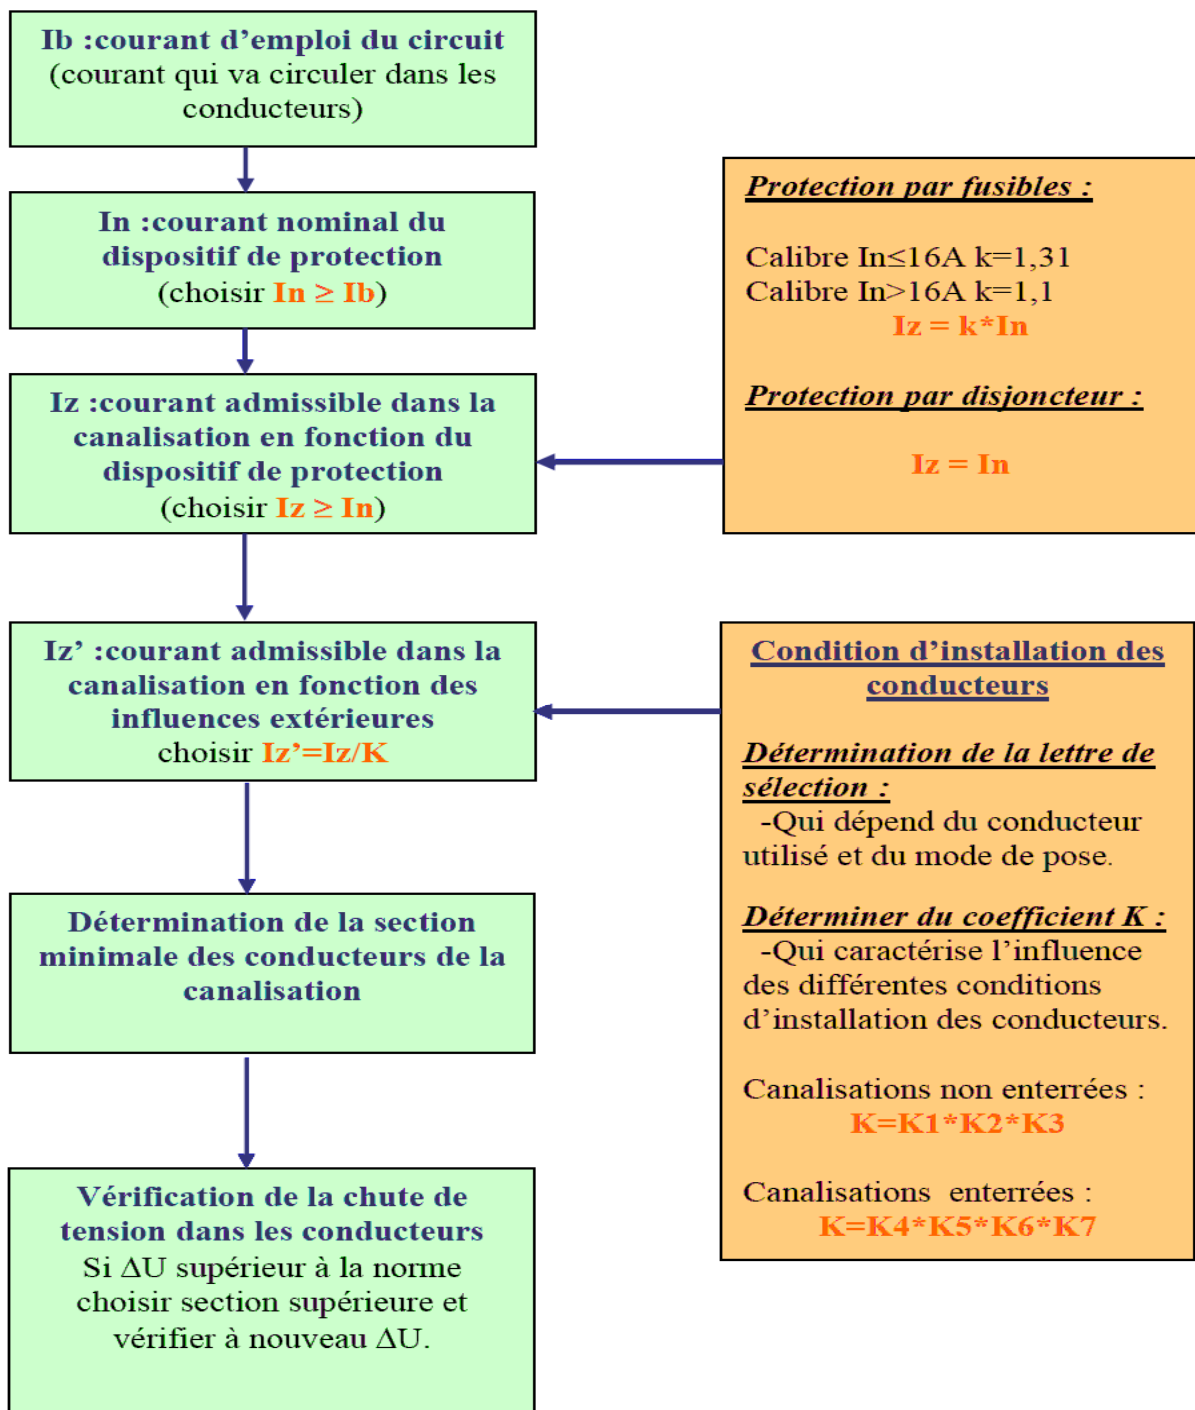 Ib :courant d'emploi du circuit
(courant qui va circuler dans les
conducteurs)
In :courant nominal du
dispositif de protection
(choisir In ≥ Ib)
Iz :courant admissible dans la
canalisation en fonction du
dispositif de protection
(choisir Iz ≥ In)
Protection par fusibles :
Calibre In≤16A k=1,31
Calibre In>16A k=1,1
Iz = k*In
Protection par disjoncteur :
Iz = In
Iz’ :courant admissible dans la
canalisation en fonction des
influences extérieures
choisir Iz’=Iz/K
Condition d’installation des
conducteurs
Détermination de la lettre de
sélection :
-Qui dépend du conducteur
utilisé et du mode de pose.
Déterminer du coefficient K :
-Qui caractérise l’influence
des différentes conditions
d’installation des conducteurs.
Canalisations non enterrées :
K=K1*K2*K3
Canalisations enterrées :
K=K4*K5*K6*K7
Détermination de la section
minimale des conducteurs de la
canalisation
Vérification de la chute de
tension dans les conducteurs
Si ΔU supérieur à la norme
choisir section supérieure et
vérifier à nouveau ΔU.